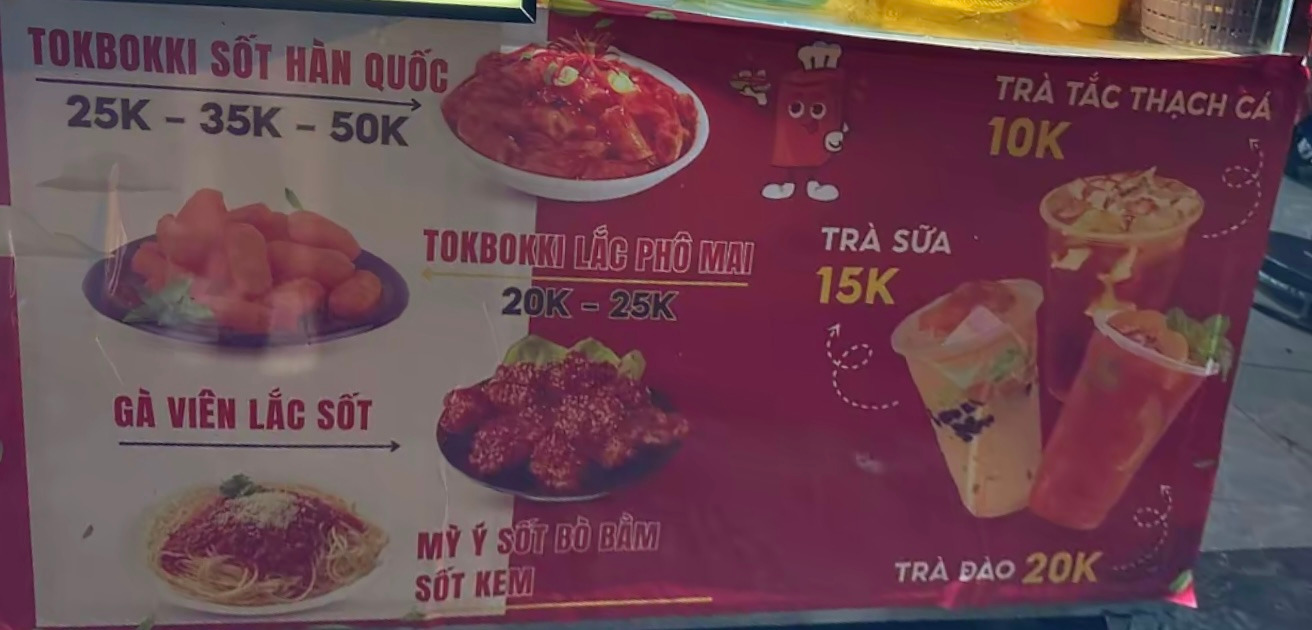 TOKBOKKI SỐT HÀN QUỐC
25K - 35K - 50K
TOKBOKKI LẮC PHÔ MAI
20K - 25K
GÀ VIÊN LẮC SỐT
MỲ Ý SỐT BÒ BẰM
SỐT KEM
TRÀ TẮC THẠCH CÁ
10K
TRÀ SỮA
15K
TRÀ ĐÀO 20K